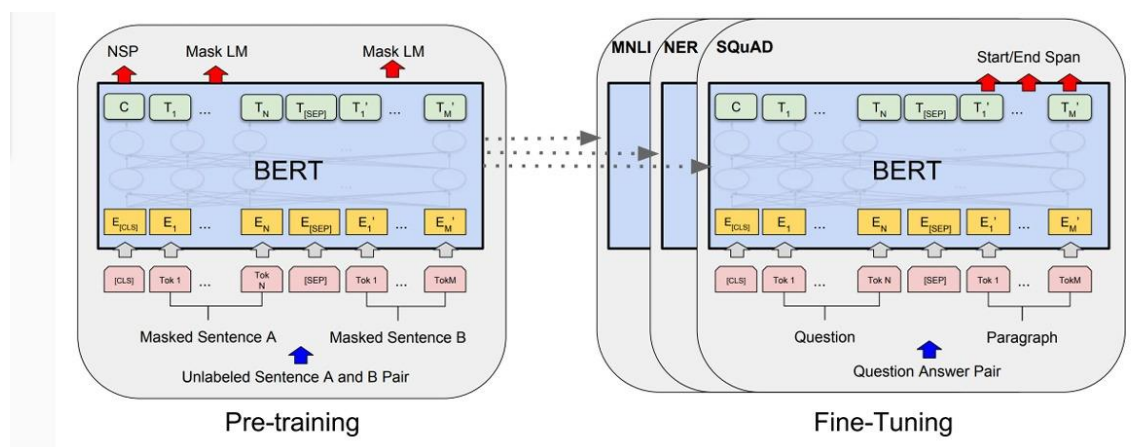 NSP Mask LM Mask LM
C T1 ... TN T[SEP] T1' ... TM'
BERT
E[CLS] E1 ... EN E[SEP] E1' ... EM'
[CLS] Tok 1 ... Tok N [SEP] Tok 1 ... TokM
Masked Sentence A Masked Sentence B
Unlabeled Sentence A and B Pair
Pre-training
MNLI NER SQuAD
Start/End Span
C T1 ... TN T[SEP] T1' ... TM'
BERT
E[CLS] E1 ... EN E[SEP] E1' ... EM'
[CLS] Tok 1 ... Tok N [SEP] Tok 1 ... TokM
Question Paragraph
Question Answer Pair
Fine-Tuning